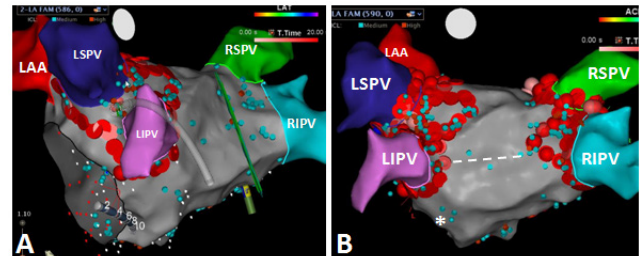 2- LA FAM (586, 0)
LAT
ICL: Medium High
0.00 s T.Time 20.00
LAA
LSPV
RSPV
LIPV
RIPV
2
4
6
8
10
1.10
A
LA FAM (590, 0)
ICL: Medium High
0.00 s T.Time
LAA
LSPV
RSPV
LIPV
RIPV
*
B